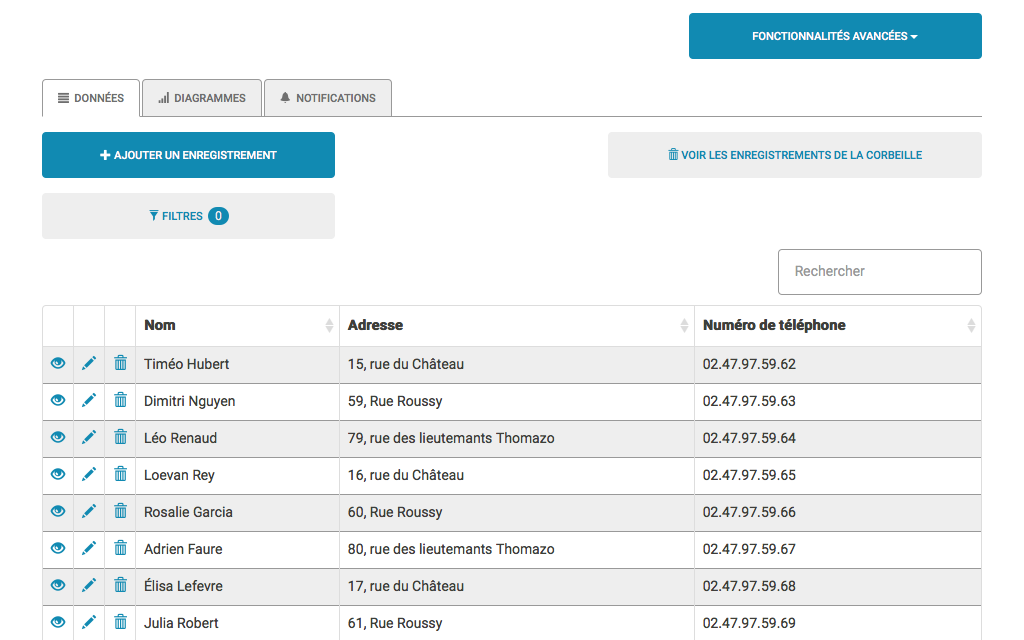 FONCTIONNALITÉS AVANCÉES
DONNÉES DIAGRAMMES NOTIFICATIONS
AJOUTER UN ENREGISTREMENT VOIR LES ENREGISTREMENTS DE LA CORBEILLE
FILTRES 0
Rechercher
Nom Adresse Numéro de téléphone
Timéo Hubert 15, rue du Château 02.47.97.59.62
Dimitri Nguyen 59, Rue Roussy 02.47.97.59.63
Léo Renaud 79, rue des lieutemants Thomazo 02.47.97.59.64
Loevan Rey 16, rue du Château 02.47.97.59.65
Rosalie Garcia 60, Rue Roussy 02.47.97.59.66
Adrien Faure 80, rue des lieutemants Thomazo 02.47.97.59.67
Élisa Lefevre 17, rue du Château 02.47.97.59.68
Julia Robert 61, Rue Roussy 02.47.97.59.69